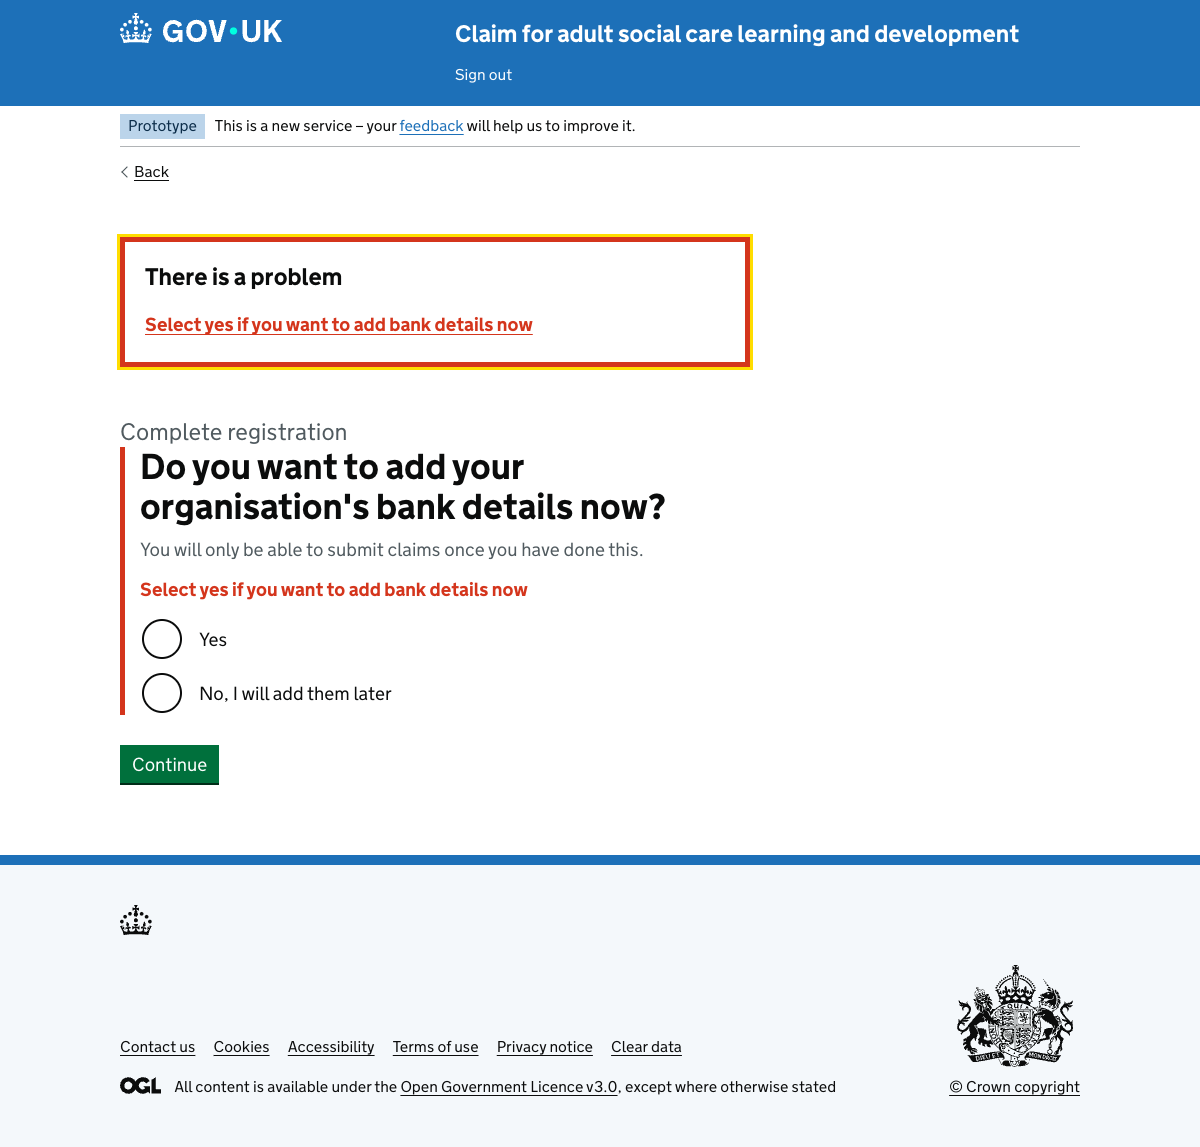 GOV·UK
Claim for adult social care learning and development
Sign out
Prototype This is a new service – your feedback will help us to improve it.
Back
There is a problem
Select yes if you want to add bank details now
Complete registration
Do you want to add your
organisation's bank details now?
You will only be able to submit claims once you have done this.
Select yes if you want to add bank details now
Yes
No, I will add them later
Continue
Contact us Cookies Accessibility Terms of use Privacy notice Clear data
OGL All content is available under the Open Government Licence v3.0, except where otherwise stated
© Crown copyright